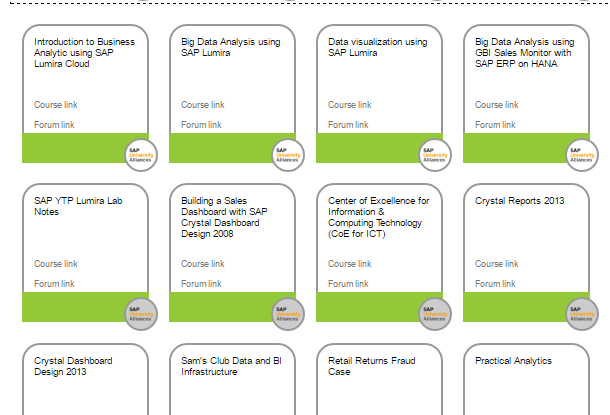 Introduction to Business
Analytic using SAP
Lumira Cloud
Course link
Forum link
SAP
University
Alliances
Big Data Analysis using
SAP Lumira
Course link
Forum link
SAP
University
Alliances
Data visualization using
SAP Lumira
Course link
Forum link
SAP
University
Alliances
Big Data Analysis using
GBI Sales Monitor with
SAP ERP on HANA
Course link
Forum link
SAP
University
Alliances
SAP YTP Lumira Lab
Notes
Course link
Forum link
SAP
University
Alliances
Building a Sales
Dashboard with SAP
Crystal Dashboard
Design 2008
Course link
Forum link
SAP
University
Alliances
Center of Excellence for
Information &
Computing Technology
(CoE for ICT)
Course link
Forum link
SAP
University
Alliances
Crystal Reports 2013
Course link
Forum link
SAP
University
Alliances
Crystal Dashboard
Design 2013
Sam's Club Data and BI
Infrastructure
Retail Returns Fraud
Case
Practical Analytics